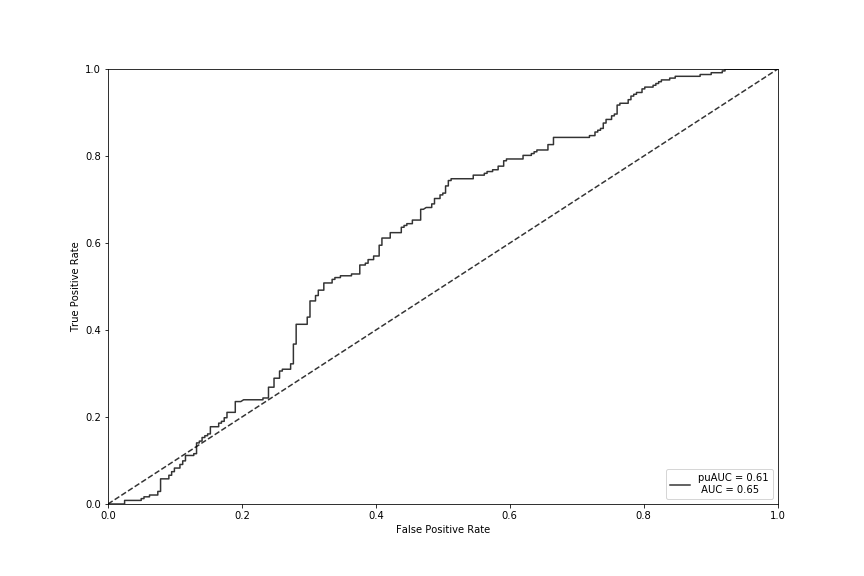 1.0
0.8
0.6
0.4
0.2
0.0
True Positive Rate
puAUC = 0.61
AUC = 0.65
0.0 0.2 0.4 0.6 0.8 1.0
False Positive Rate